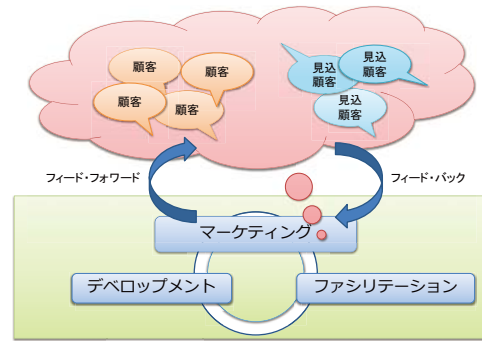 顧客
顧客
顧客
顧客
見込
顧客
見込
顧客
見込
顧客
フィード・フォワード
フィード・バック
マーケティング
デベロップメント
ファシリテーション